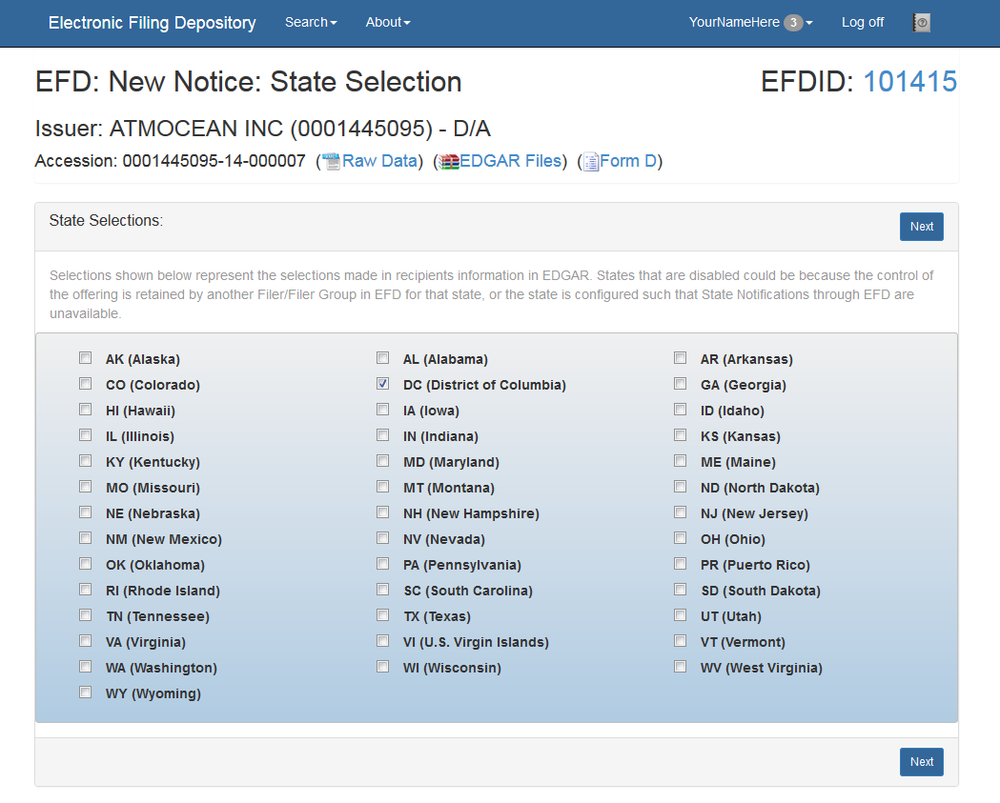 Electronic Filing Depository Search About YourNameHere 3 Log off
EFD: New Notice: State Selection EFDID: 101415
Issuer: ATMOCEAN INC (0001445095) - D/A
Accession: 0001445095-14-000007 (Raw Data) (EDGAR Files) (Form D)
State Selections: Next
Selections shown below represent the selections made in recipients information in EDGAR. States that are disabled could be because the control of
the offering is retained by another Filer/Filer Group in EFD for that state, or the state is configured such that State Notifications through EFD are
unavailable.
AK (Alaska) AL (Alabama) AR (Arkansas)
CO (Colorado) DC (District of Columbia) GA (Georgia)
HI (Hawaii) IA (Iowa) ID (Idaho)
IL (Illinois) IN (Indiana) KS (Kansas)
KY (Kentucky) MD (Maryland) ME (Maine)
MO (Missouri) MT (Montana) ND (North Dakota)
NE (Nebraska) NH (New Hampshire) NJ (New Jersey)
NM (New Mexico) NV (Nevada) OH (Ohio)
OK (Oklahoma) PA (Pennsylvania) PR (Puerto Rico)
RI (Rhode Island) SC (South Carolina) SD (South Dakota)
TN (Tennessee) TX (Texas) UT (Utah)
VA (Virginia) VI (U.S. Virgin Islands) VT (Vermont)
WA (Washington) WI (Wisconsin) WV (West Virginia)
WY (Wyoming)
Next